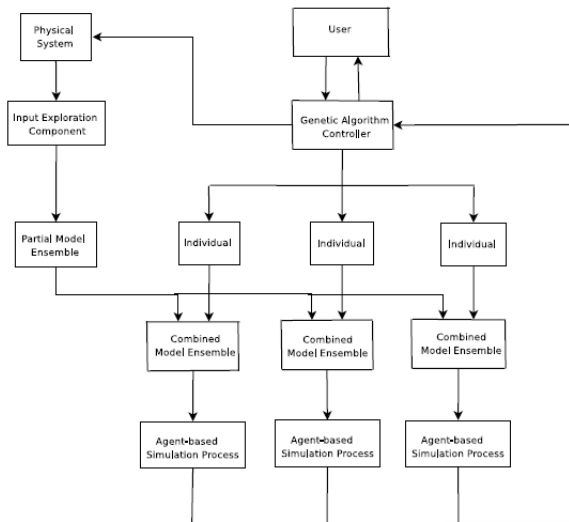 Physical
System
User
Input Exploration
Component
Genetic Algorithm
Controller
Partial Model
Ensemble
Individual
Individual
Individual
Combined
Model Ensemble
Combined
Model Ensemble
Combined
Model Ensemble
Agent-based
Simulation Process
Agent-based
Simulation Process
Agent-based
Simulation Process